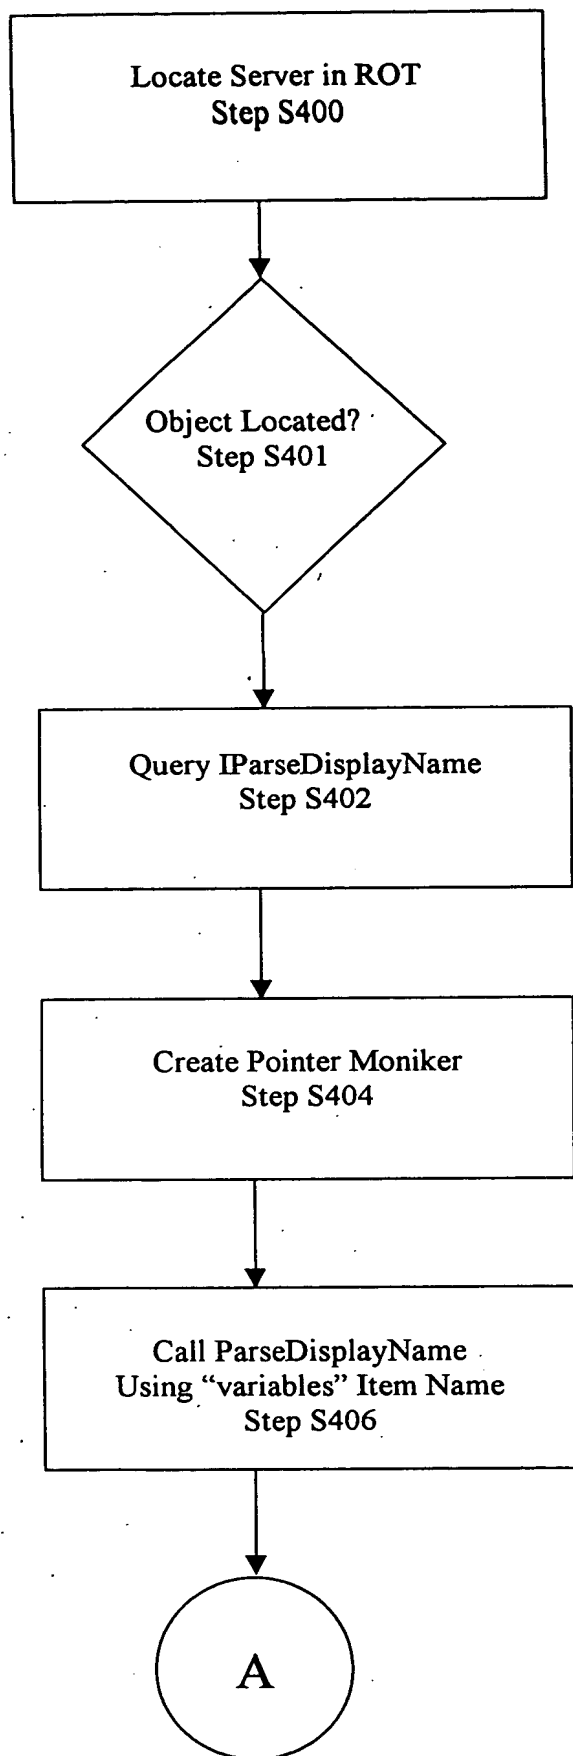 Locate Server in ROT
Step S400
Object Located?
Step S401
Query IParseDisplayName
Step S402
Create Pointer Moniker
Step S404
Call ParseDisplayName
Using “variables” Item Name
Step S406
A